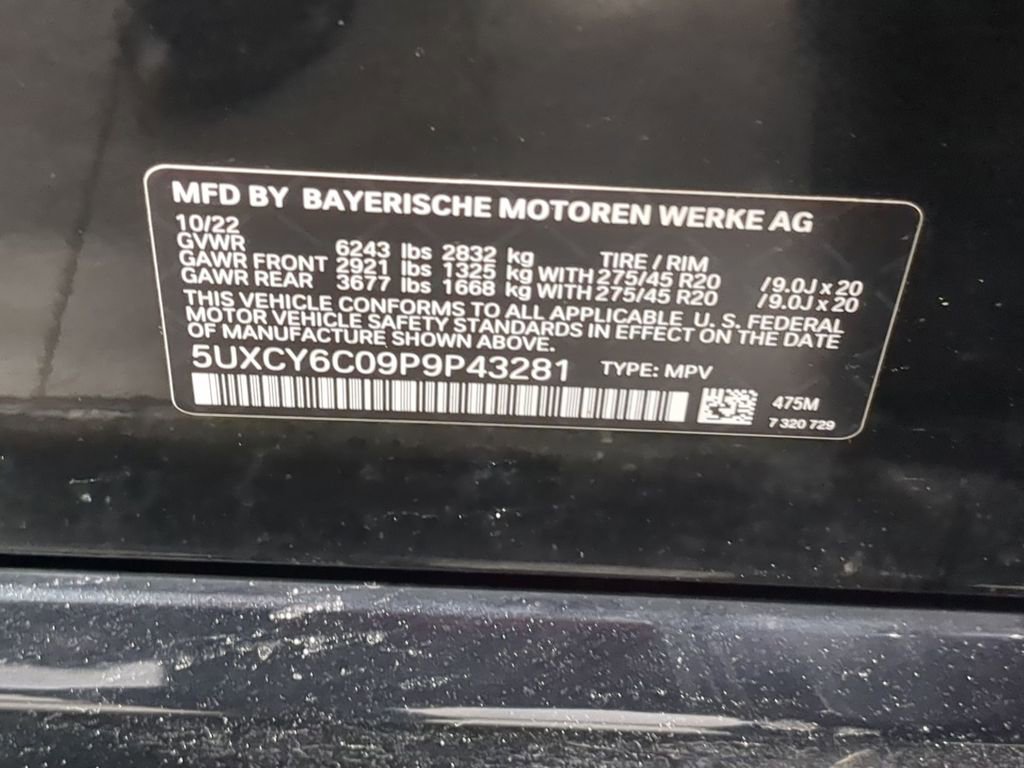 MFD BY BAYERISCHE MOTOREN WERKE AG
10/22
GVWR 6243 lbs 2832 kg TIRE / RIM
GAWR FRONT 2921 lbs 1325 kg WITH 275/45 R20 /9.0J x 20
GAWR REAR 3677 lbs 1668 kg WITH 275/45 R20 /9.0J x 20
THIS VEHICLE CONFORMS TO ALL APPLICABLE U. S. FEDERAL
MOTOR VEHICLE SAFETY STANDARDS IN EFFECT ON THE DATE
OF MANUFACTURE SHOWN ABOVE.
5UXCY6C09P9P43281 TYPE: MPV
475M
7 320 729